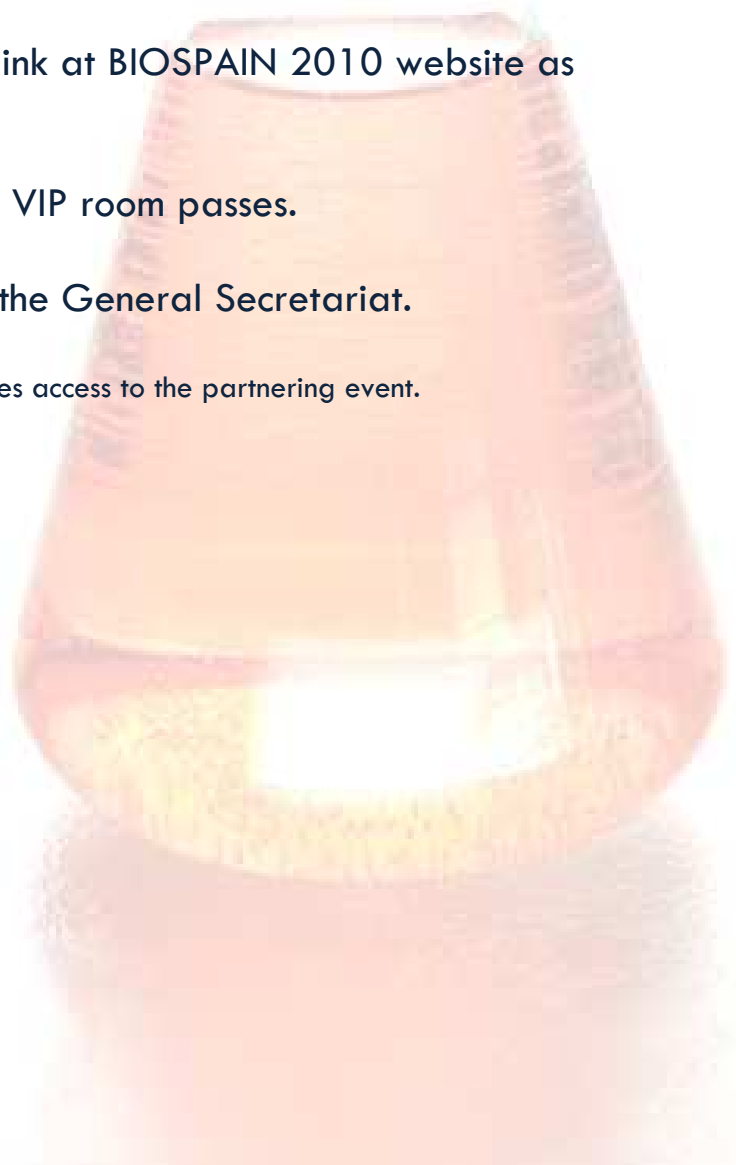 ink at BIOSPAIN 2010 website as
VIP room passes.
the General Secretariat.
es access to the partnering event.